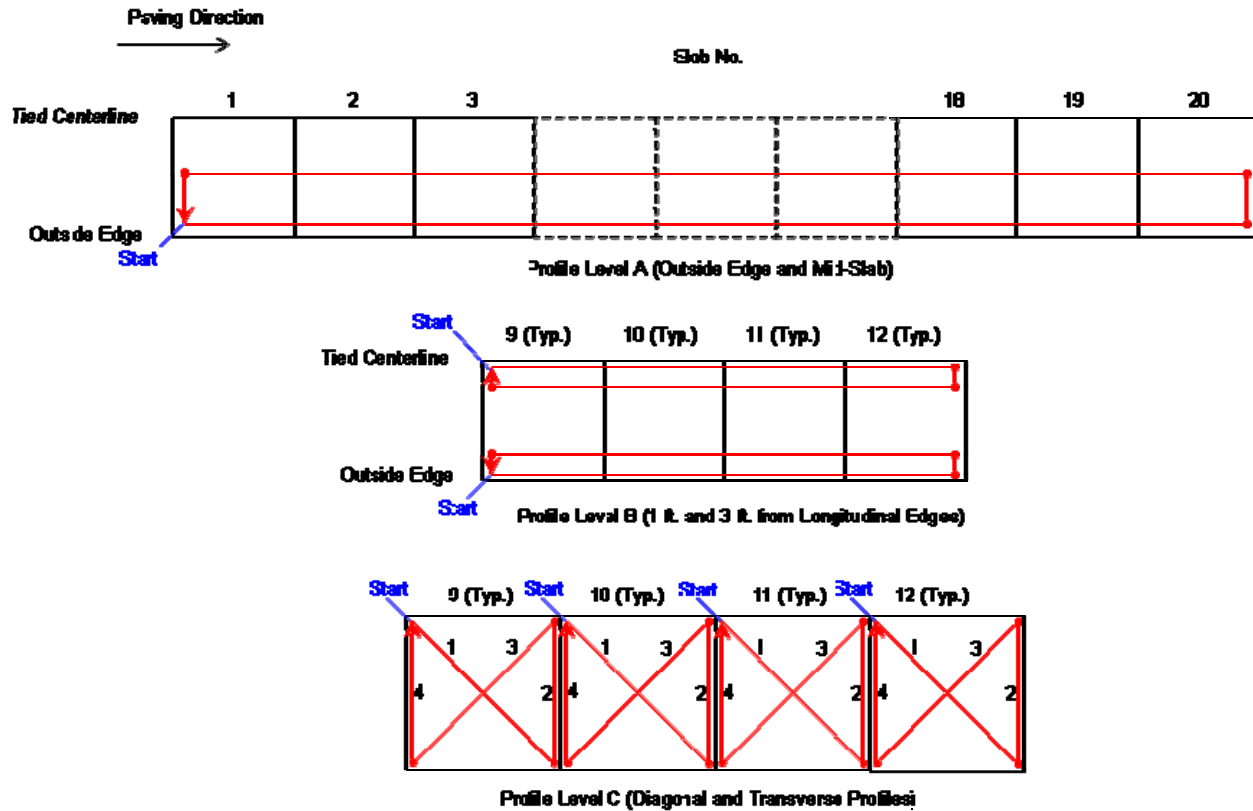 Paving Direction
Slab No.
1 2 3 18 19 20
Tied Centerline
Outside Edge
Start
Profile Level A (Outside Edge and Mid-Slab)
Start
9 (Typ.) 10 (Typ.) 11 (Typ.) 12 (Typ.)
Tied Centerline
Outside Edge
Start
Profile Level B (1 ft. and 3 ft. from Longitudinal Edges)
Start Start Start Start
9 (Typ.) 10 (Typ.) 11 (Typ.) 12 (Typ.)
1 3 1 3 1 3 1 3
4 2 4 2 4 2 4 2
Profile Level C (Diagonal and Transverse Profiles)